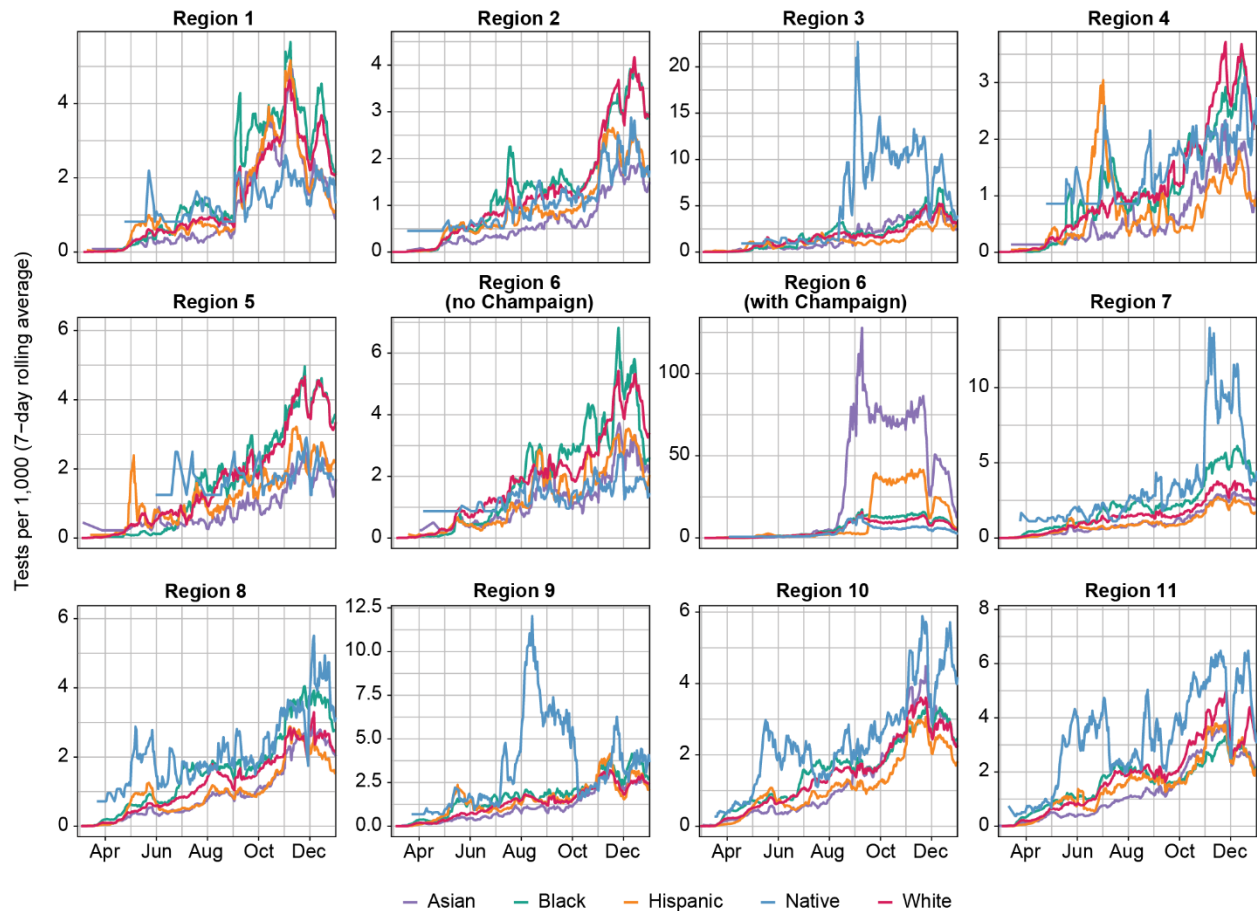 Region 1
Region 2
Region 3
Region 4
4
2
0
4
3
2
1
0
20
15
10
5
0
3
2
1
0
Region 5
Region 6
(no Champaign)
Region 6
(with Champaign)
Region 7
Tests per 1,000 (7−day rolling average)
6
4
2
0
6
4
2
0
100
50
0
10
5
0
Region 8
Region 9
Region 10
Region 11
6
4
2
0
12.5
10.0
7.5
5.0
2.5
0.0
6
4
2
0
8
6
4
2
0
Apr Jun Aug Oct Dec
Apr Jun Aug Oct Dec
Apr Jun Aug Oct Dec
Apr Jun Aug Oct Dec
Asian Black Hispanic Native White